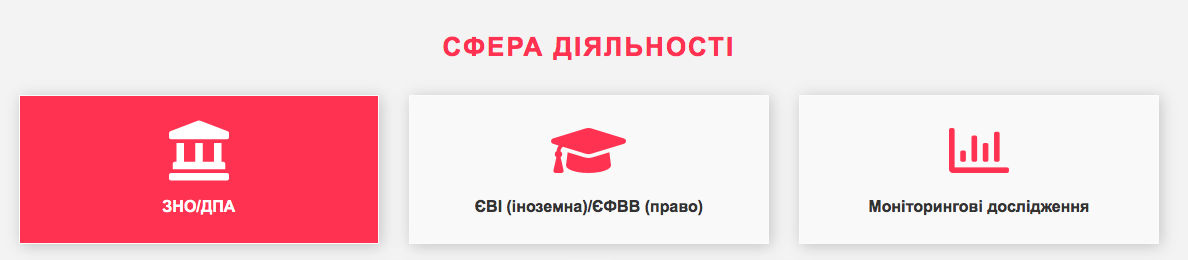 СФЕРА ДІЯЛЬНОСТІ
ЗНО/ДПА
ЄВІ (іноземна)/ЄФВВ (право)
Моніторингові дослідження